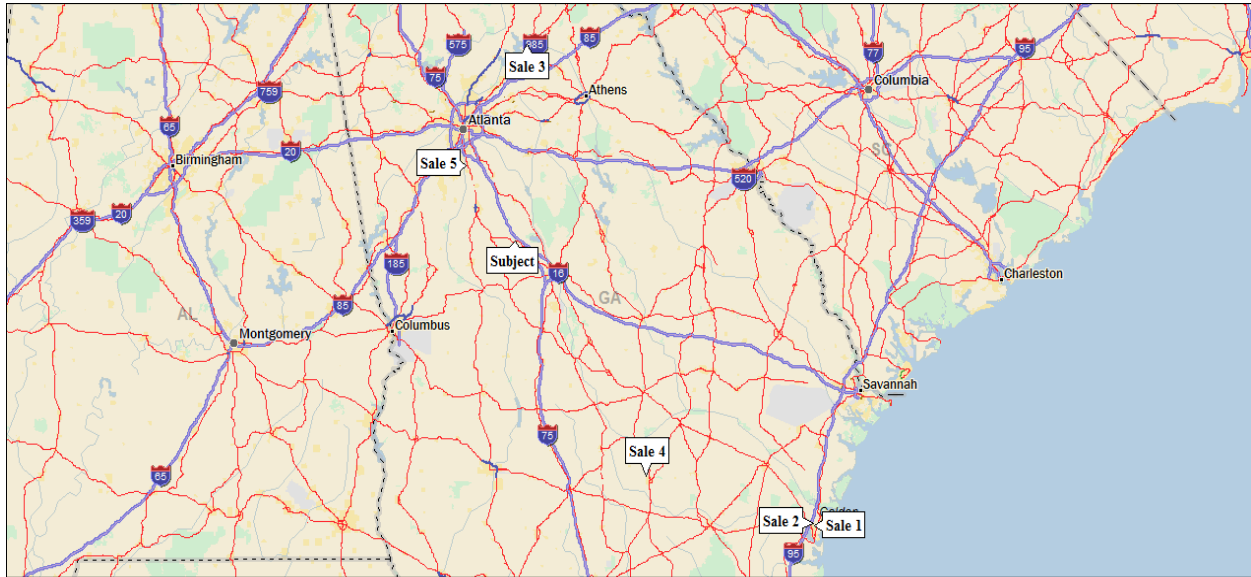 575
985
85
77
95
Sale 3
75
759
Columbia
Athens
Atlanta
65
SC
20
Birmingham
Sale 5
520
20
359
Subject
185
16
Charleston
GA
85
AL
Columbus
Montgomery
Savannah
75
Sale 4
65
Sale 2
Sale 1
95